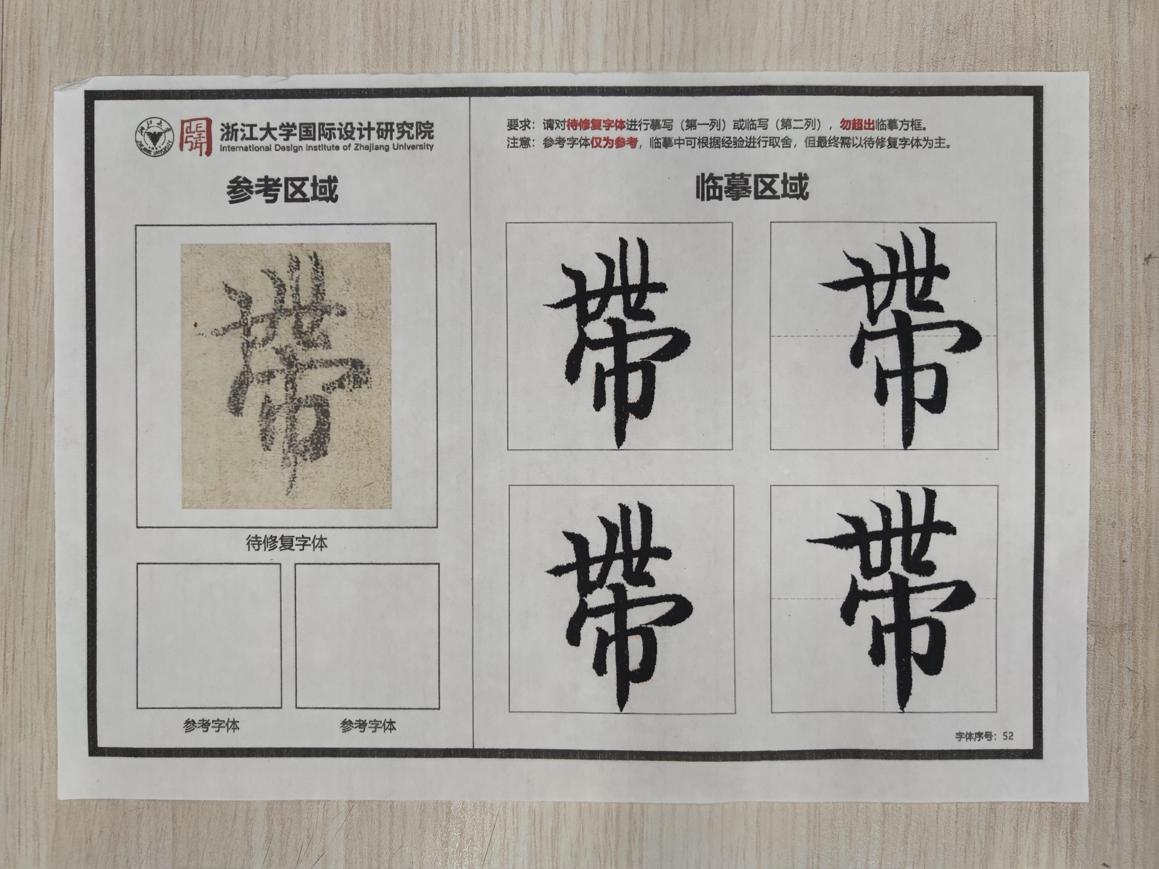 浙江大学国际设计研究院
International Design Institute of Zhejiang University
参考区域
帶
待修复字体
参考字体 参考字体
要求：请对待修复字体进行摹写（第一列）或临写（第二列），勿超出临摹方框。
注意：参考字体仅为参考，临摹中可根据经验进行取舍，但最终需以待修复字体为主。
临摹区域
帶 帶
帶 帶
字体序号：52